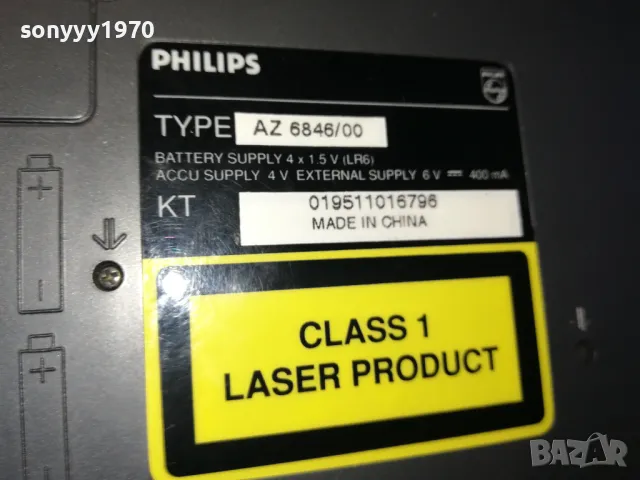 sonyyy1970
PHILIPS
PHILIPS
TYPE AZ 6846/00
BATTERY SUPPLY 4 x 1.5 V (LR6)
ACCU SUPPLY 4 V EXTERNAL SUPPLY 6 V ⎓ 400 mA
KT 019511016796
MADE IN CHINA
CLASS 1
LASER PRODUCT
BAZAR